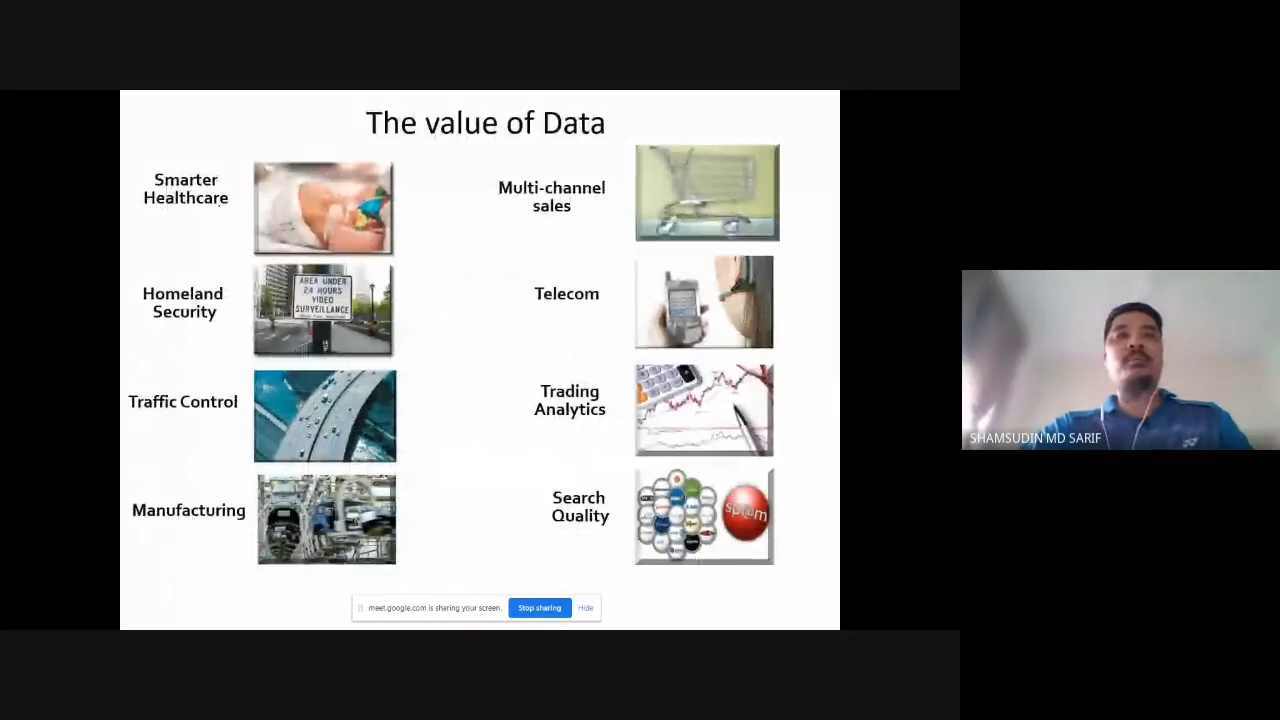 The value of Data
Smarter
Healthcare
Multi-channel
sales
Homeland
Security
AREA UNDER
24 HOURS
VIDEO
SURVEILLANCE
Telecom
Traffic Control
Trading
Analytics
Manufacturing
Search
Quality
sp@m
meet.google.com is sharing your screen.
Stop sharing
Hide
SHAMSUDIN MD SARIF